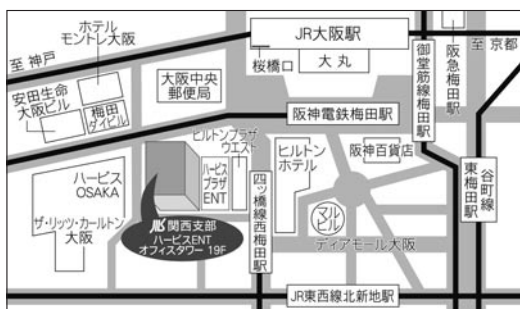 ホテル
モントレ大阪
至 神戸
安田生命
大阪ビル
梅田
ダイビル
大阪中央
郵便局
JR大阪駅
桜橋口
大丸
御堂筋線梅田駅
阪急梅田駅
至 京都
阪神電鉄梅田駅
ヒルトンプラザ
ウエスト
ハービス
プラザ
ENT
ヒルトン
ホテル
阪神百貨店
谷町線
東梅田駅
ハービス
OSAKA
ザ・リッツ・カールトン
大阪
関西支部
ハービスENT
オフィスタワー 19F
四ッ橋線西梅田駅
マル
ビル
ディアモール大阪
JR東西線北新地駅